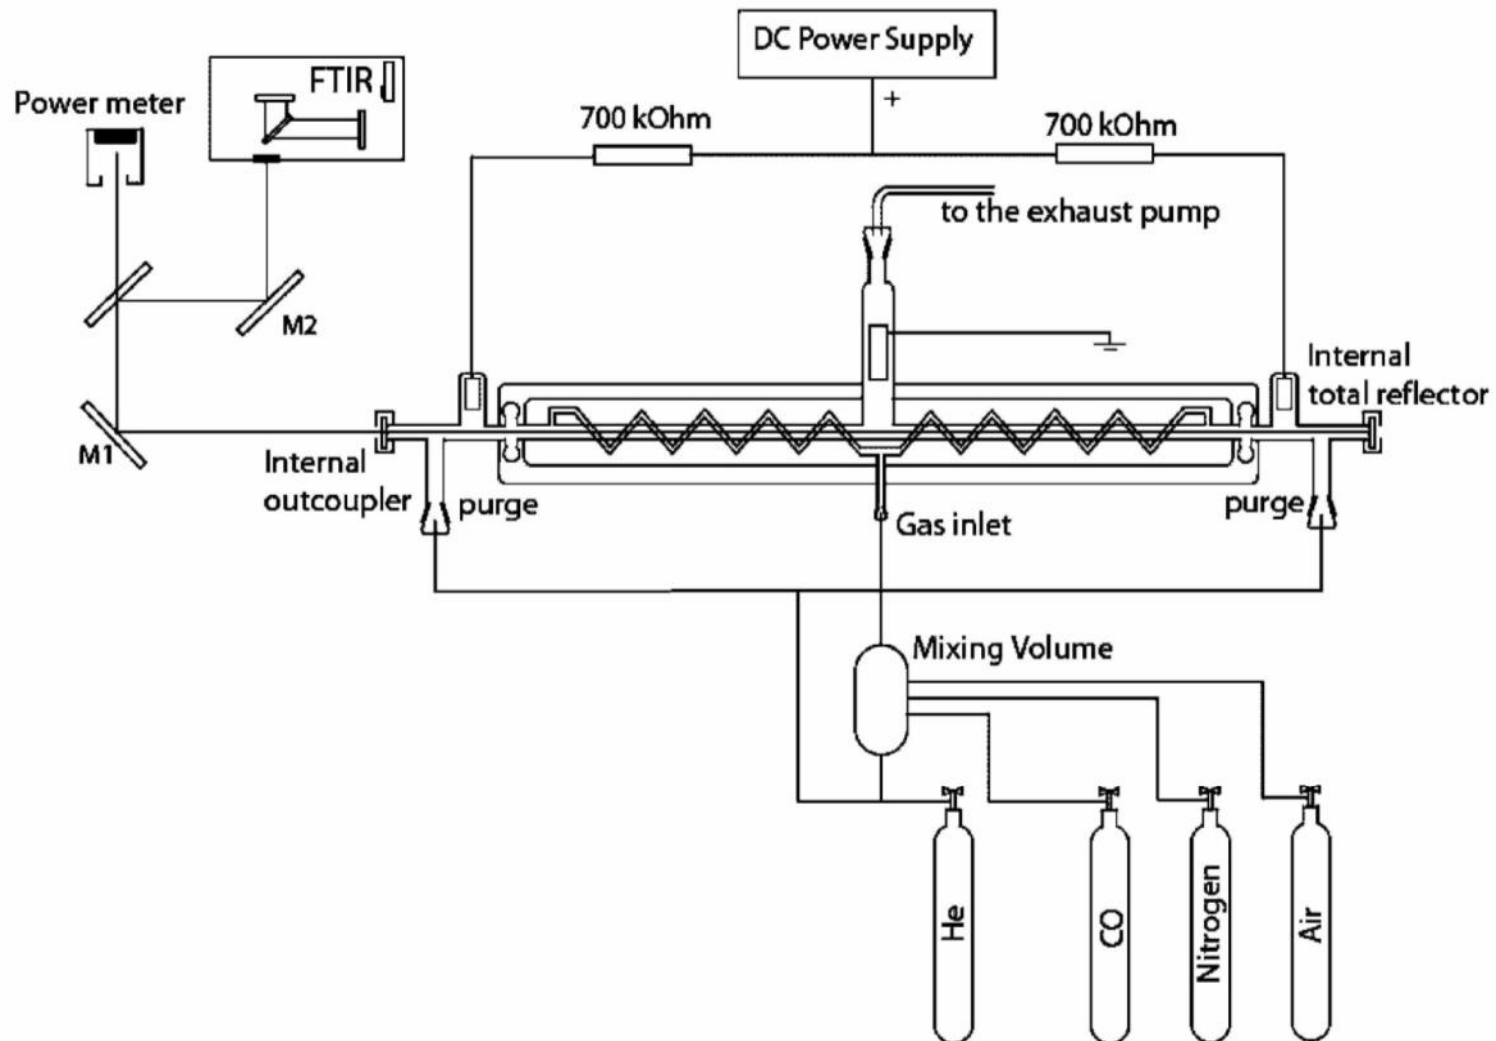 DC Power Supply
FTIR
Power meter
+
700 kOhm
700 kOhm
to the exhaust pump
M2
Internal
total reflector
M1
Internal
outcoupler
purge
purge
Gas inlet
Mixing Volume
He
CO
Nitrogen
Air